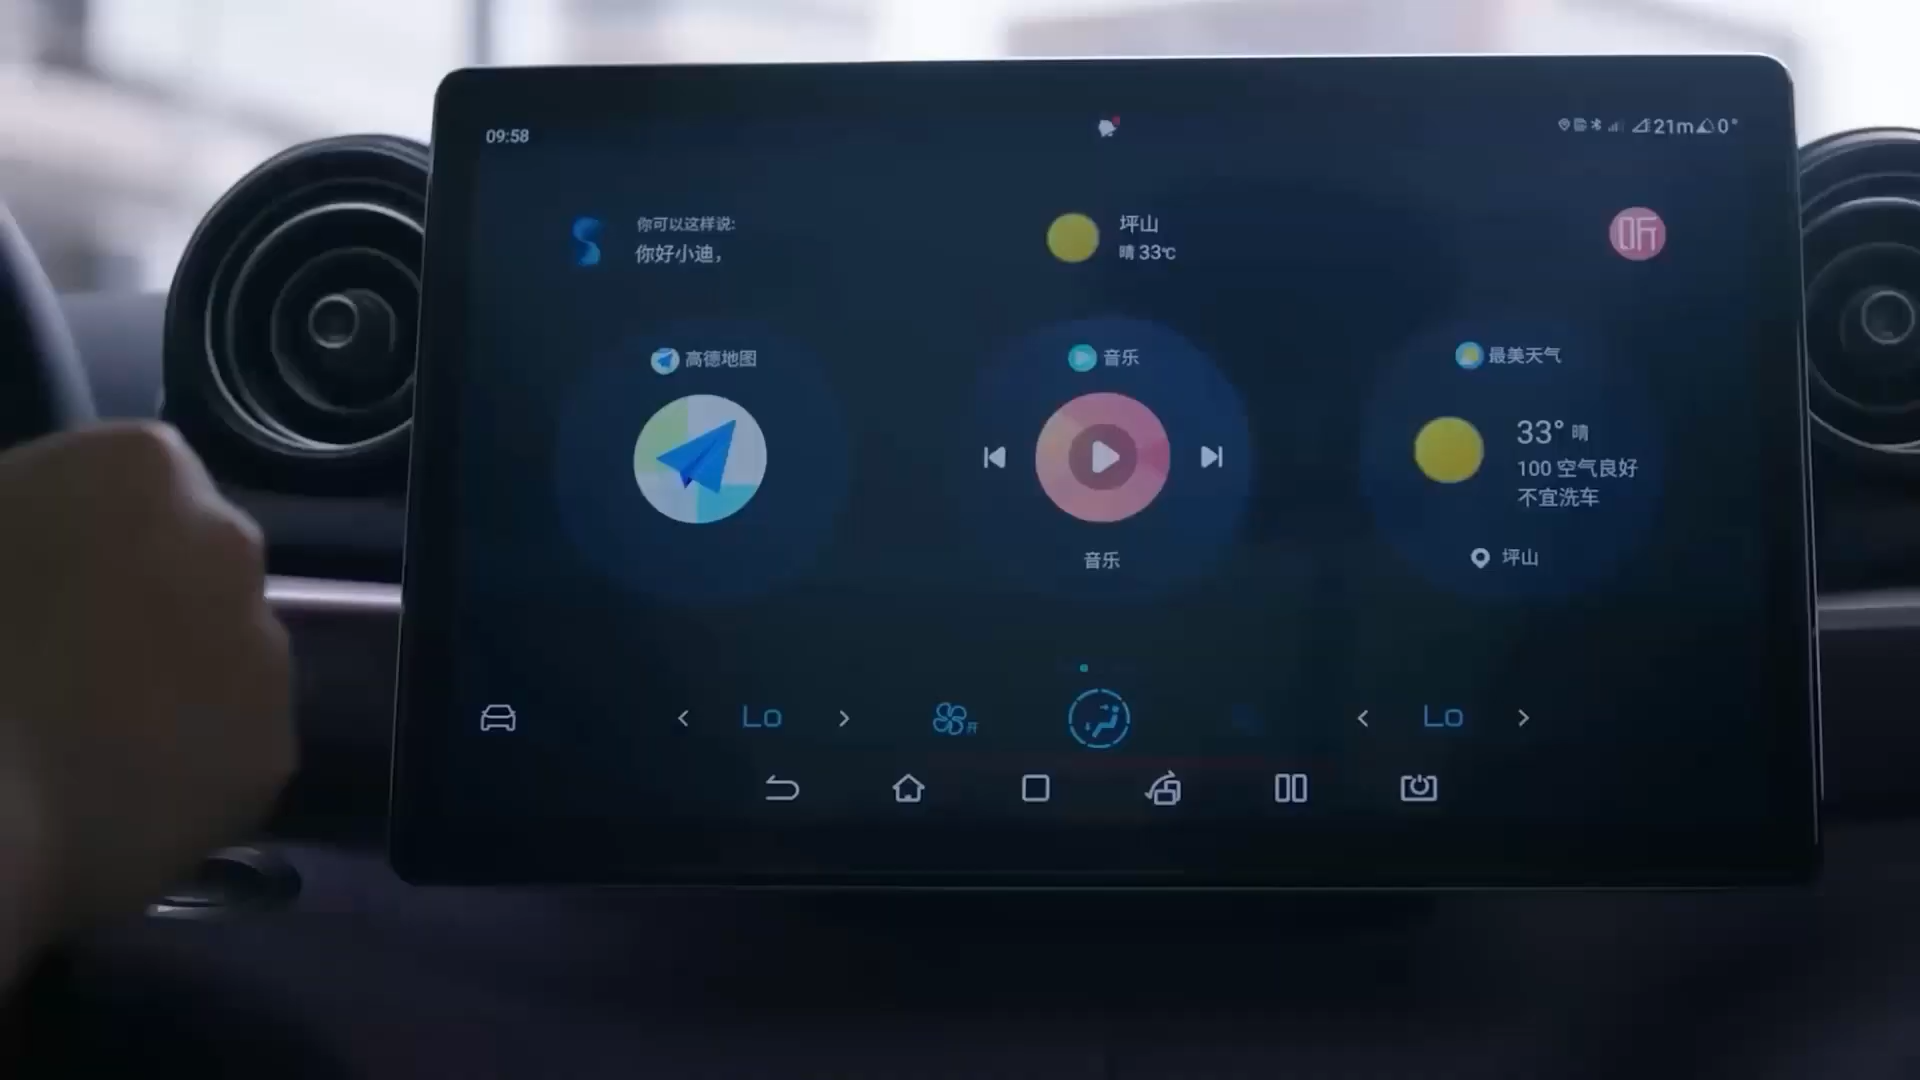 09:58
21m 0°
你可以这样说:
你好小迪，
坪山
晴 33℃
听
高德地图
音乐
最美天气
33° 晴
100 空气良好
不宜洗车
音乐
坪山
Lo
开
Lo